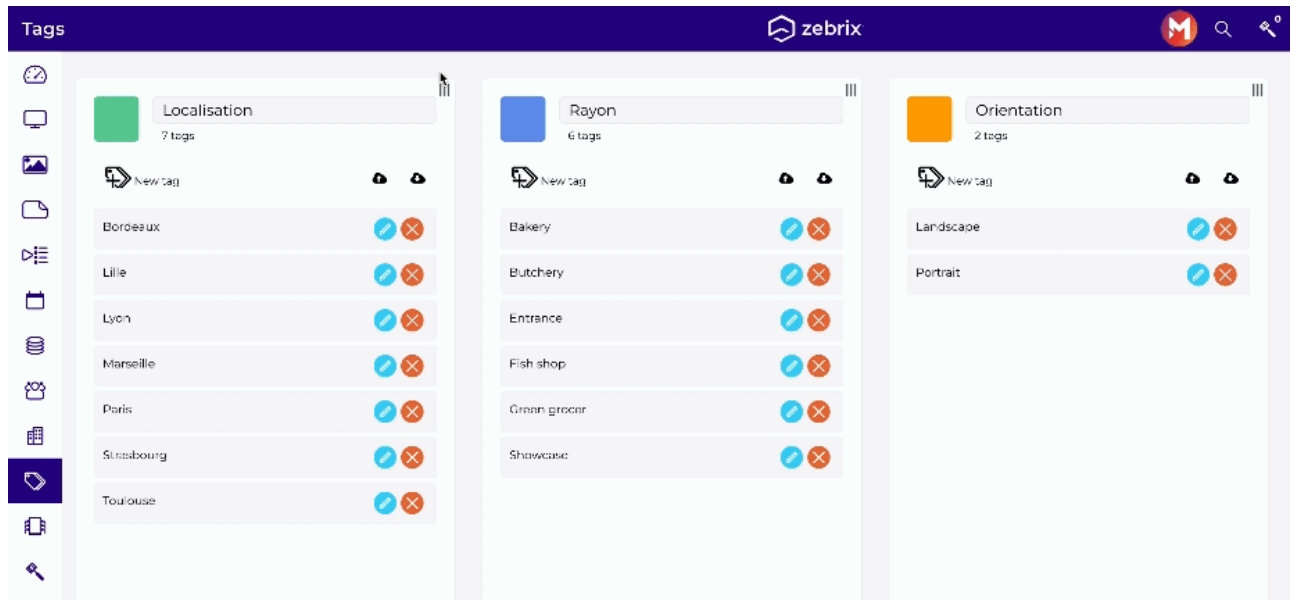 Tags
zebrix
0
Localisation
7 tags
New tag
Bordeaux
Lille
Lyon
Marseille
Paris
Strasbourg
Toulouse
Rayon
6 tags
New tag
Bakery
Butchery
Entrance
Fish shop
Green grocer
Showcase
Orientation
2 tags
New tag
Landscape
Portrait